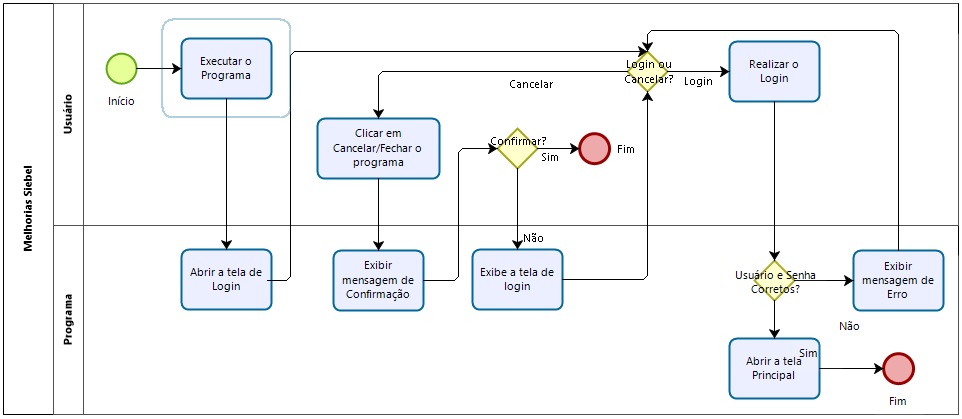 Melhorias Siebel
Usuário
Início
Executar o
Programa
Login ou
Cancelar?
Cancelar
Login
Realizar o
Login
Clicar em
Cancelar/Fechar o
programa
Confirmar?
Sim
Fim
Programa
Não
Abrir a tela de
Login
Exibir
mensagem de
Confirmação
Exibe a tela de
login
Usuário e Senha
Corretos?
Exibir
mensagem de
Erro
Não
Sim
Abrir a tela
Principal
Fim